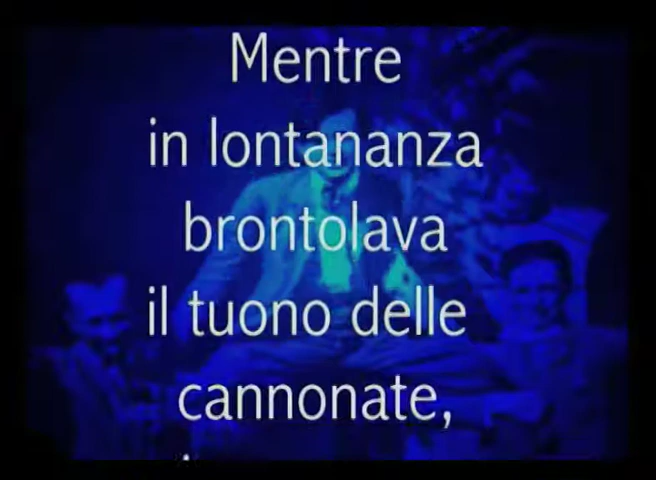 Mentre
in lontananza
brontolava
il tuono delle
cannonate,